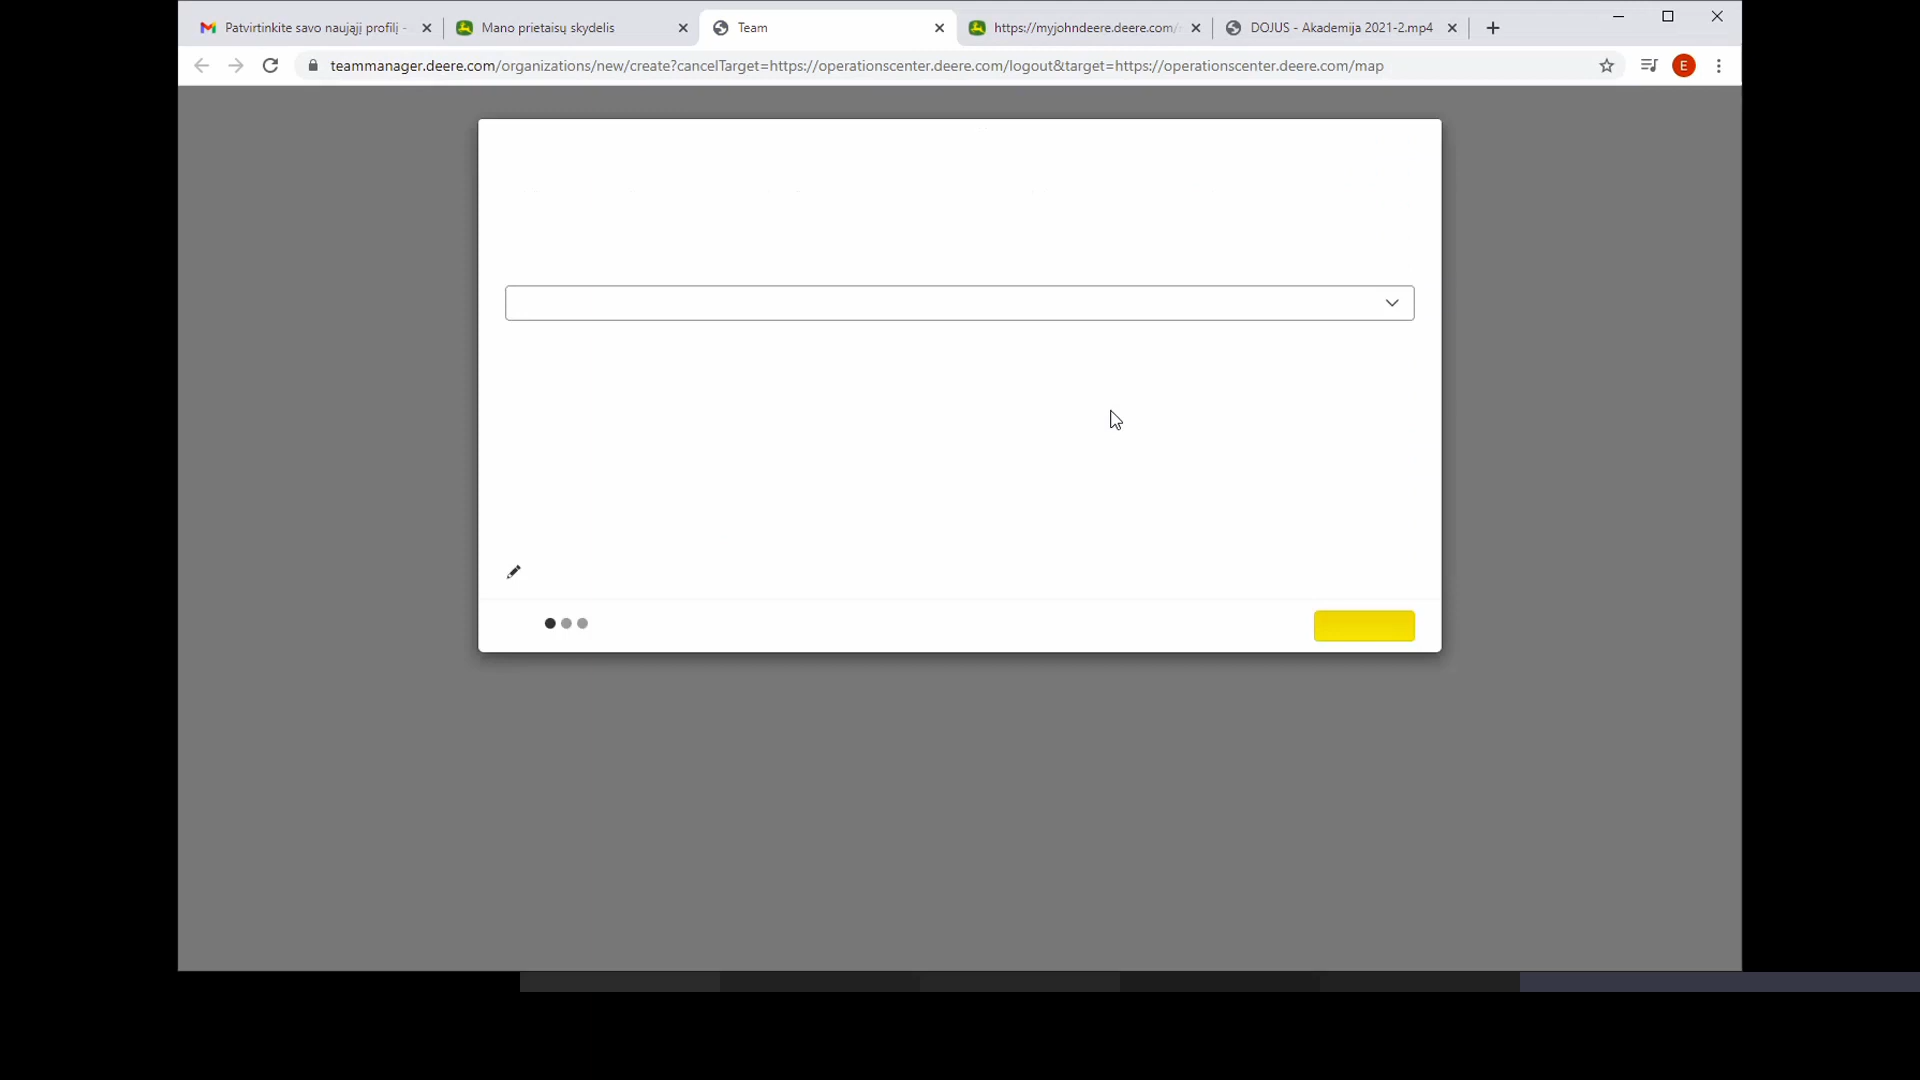 Patvirtinkite savo naująjį profilį -
Mano prietaisų skydelis
Team
https://myjohndeere.deere.com/
DOJUS - Akademija 2021-2.mp4
teammanager.deere.com/organizations/new/create?cancelTarget=https://operationscenter.deere.com/logout&target=https://operationscenter.deere.com/map
E